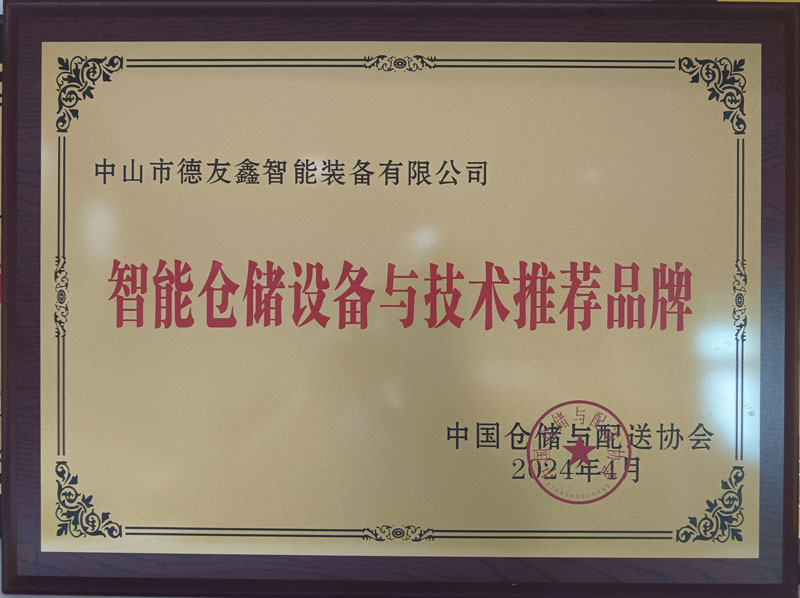 中山市德友鑫智能装备有限公司
智能仓储设备与技术推荐品牌
中国仓储与配送协会
2024年4月